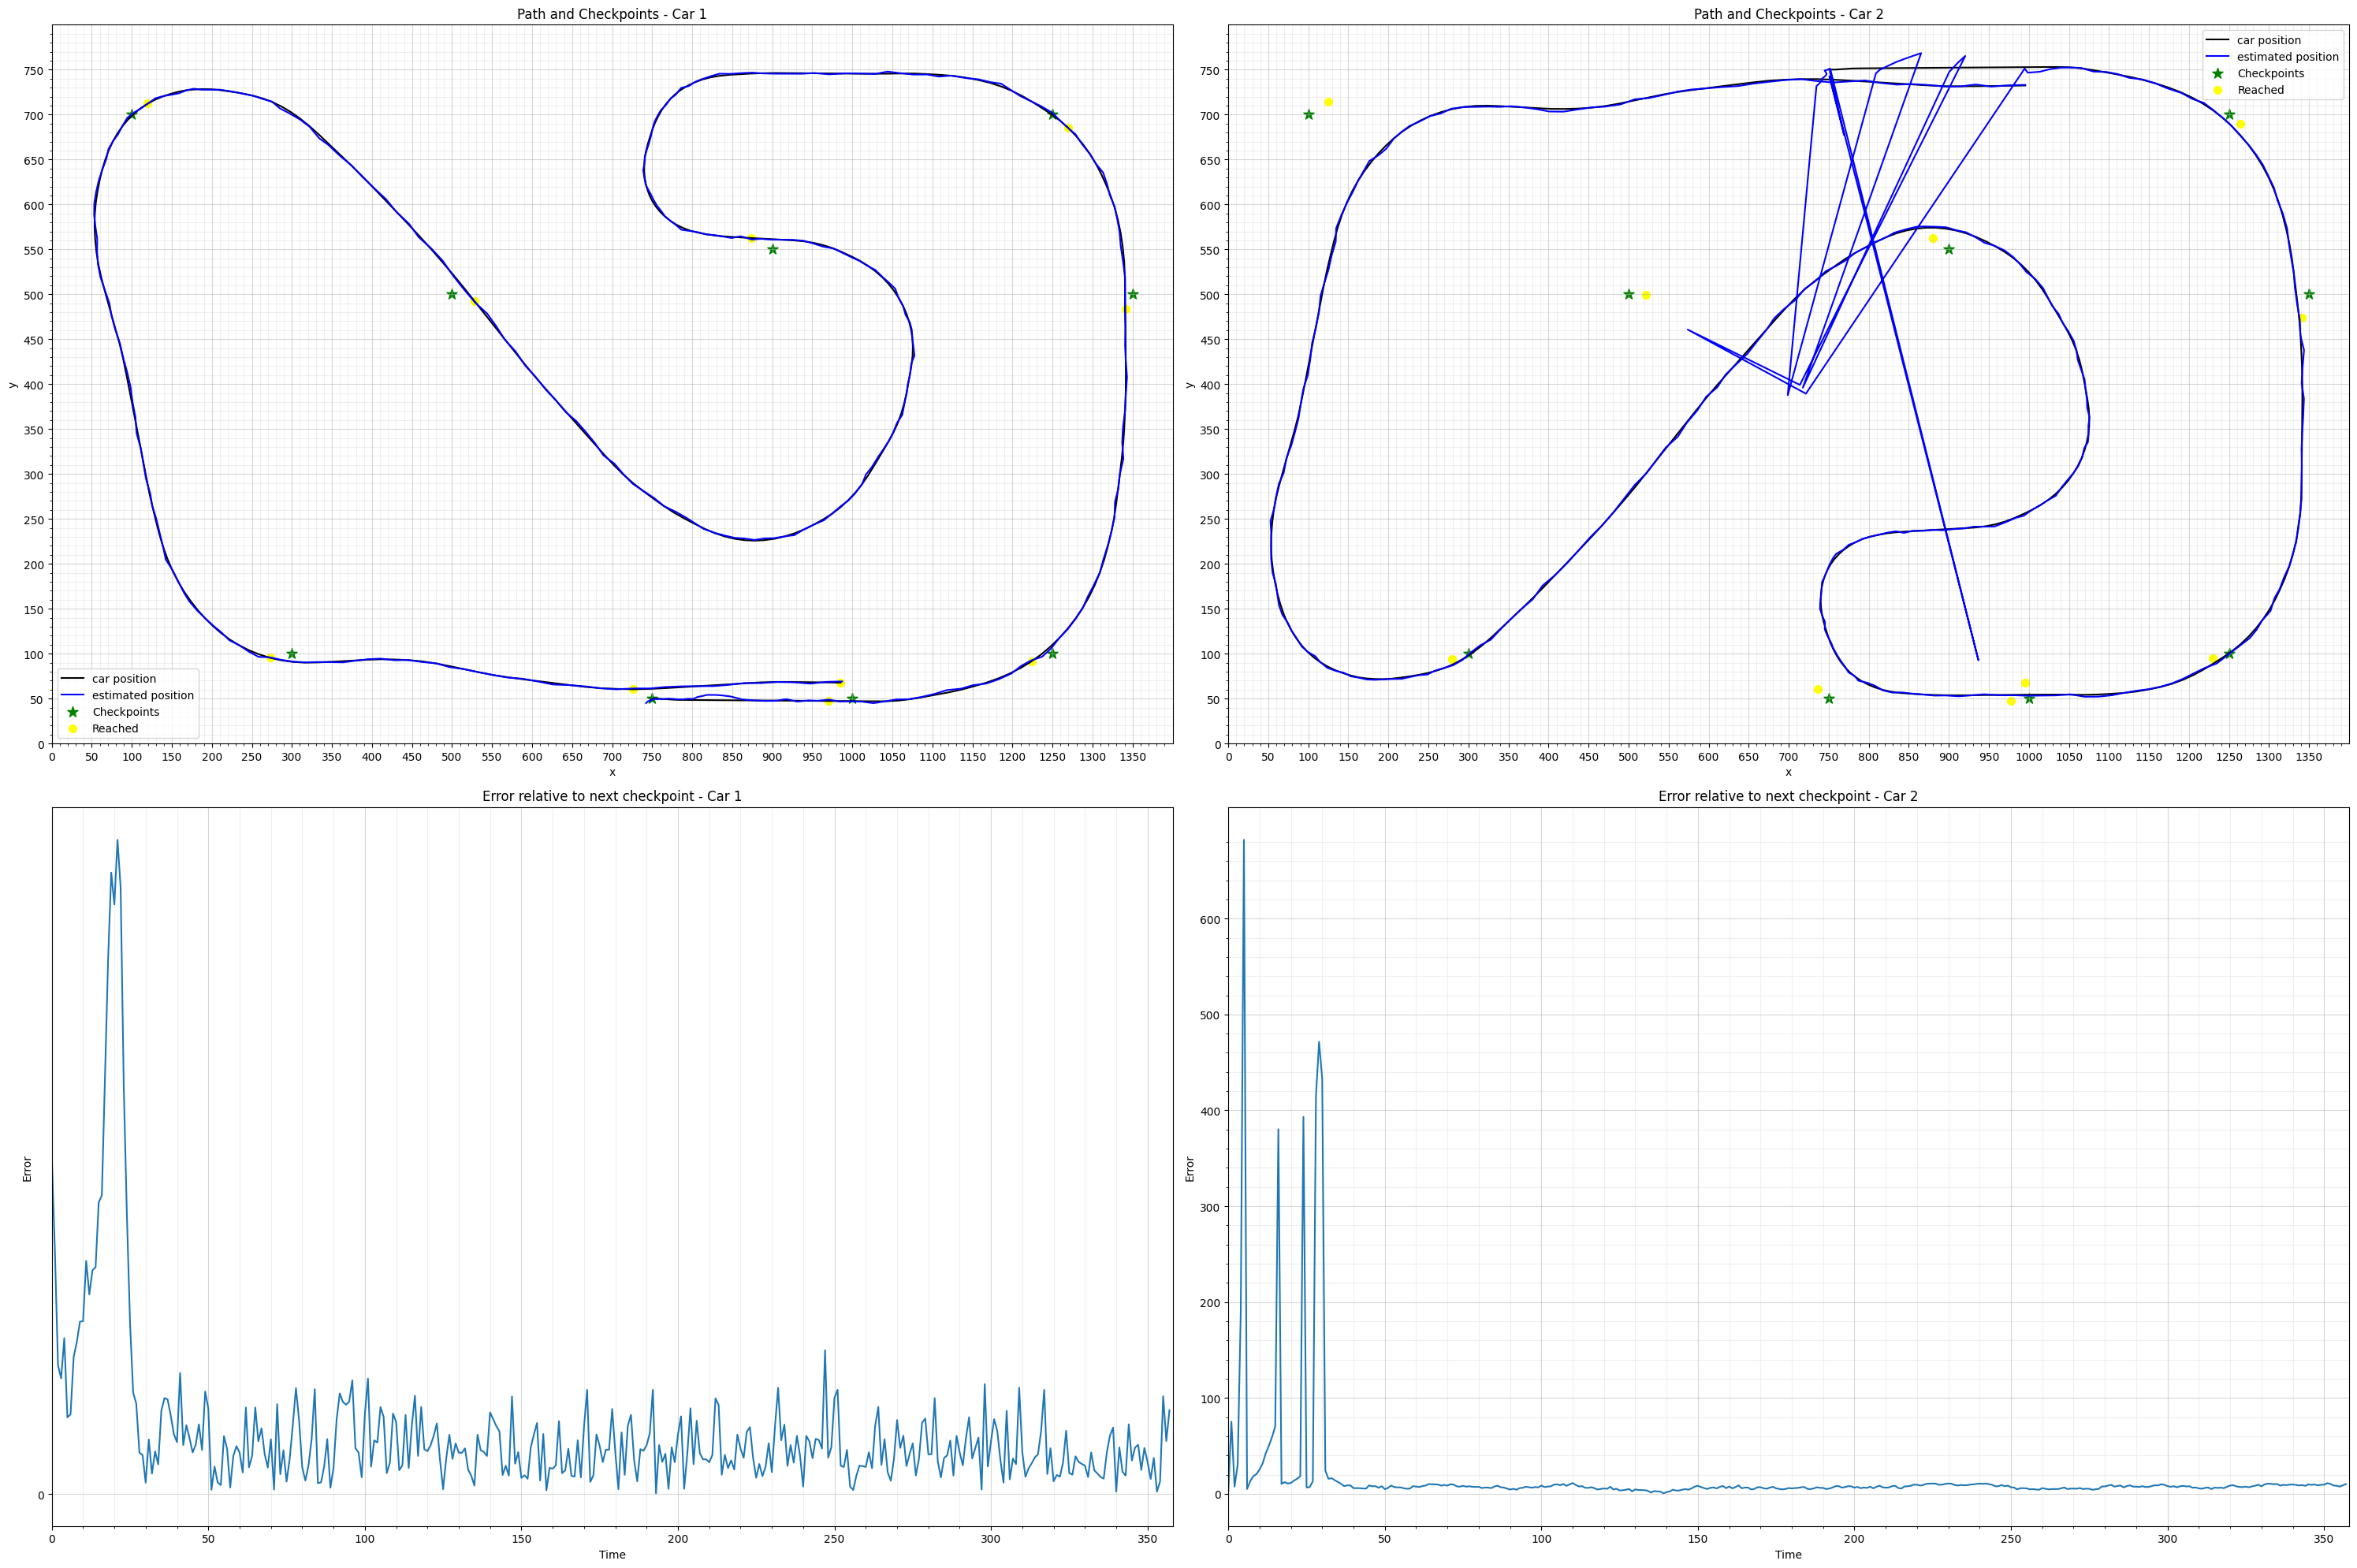 Path and Checkpoints - Car 1
750
700
650
600
550
500
450
400
350
300
250
200
150
100
50
0
y
car position
estimated position
Checkpoints
Reached
0 50 100 150 200 250 300 350 400 450 500 550 600 650 700 750 800 850 900 950 1000 1050 1100 1150 1200 1250 1300 1350
x
Path and Checkpoints - Car 2
car position
estimated position
Checkpoints
Reached
750
700
650
600
550
500
450
400
350
300
250
200
150
100
50
0
y
0 50 100 150 200 250 300 350 400 450 500 550 600 650 700 750 800 850 900 950 1000 1050 1100 1150 1200 1250 1300 1350
x
Error relative to next checkpoint - Car 1
Error
0
0 50 100 150 200 250 300 350
Time
Error relative to next checkpoint - Car 2
600
500
400
300
200
100
0
Error
0 50 100 150 200 250 300 350
Time